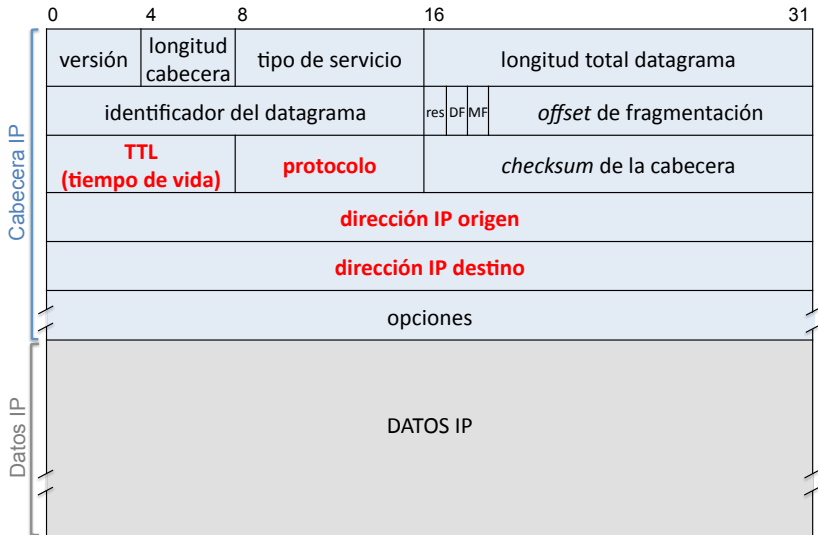 0 4 8 16 31
versión longitud cabecera tipo de servicio longitud total datagrama
identificador del datagrama res DF MF offset de fragmentación
TTL (tiempo de vida) protocolo checksum de la cabecera
dirección IP origen
dirección IP destino
opciones
Cabecera IP
DATOS IP
Datos IP